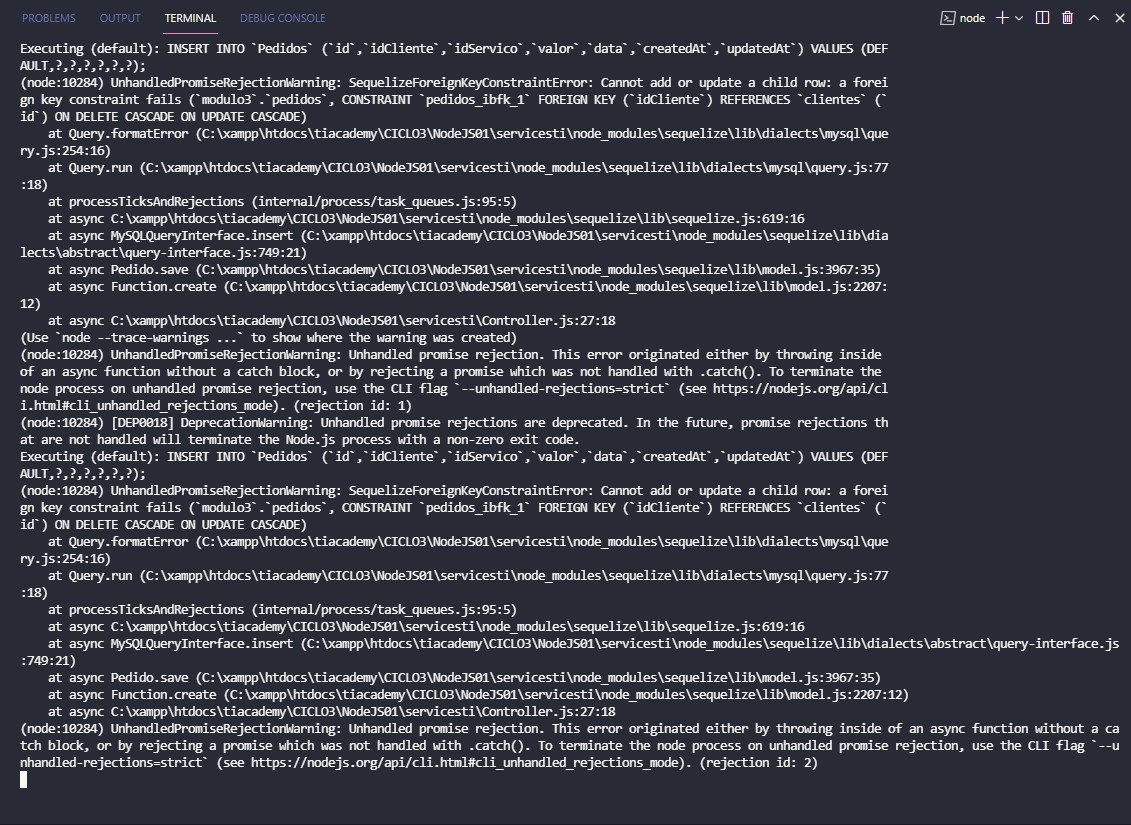 PROBLEMS OUTPUT TERMINAL DEBUG CONSOLE node
Executing (default): INSERT INTO `Pedidos` (`id`,`idCliente`,`idServico`,`valor`,`data`,`createdAt`,`updatedAt`) VALUES (DEF
AULT,?,?,?,?,?,?);
(node:10284) UnhandledPromiseRejectionWarning: SequelizeForeignKeyConstraintError: Cannot add or update a child row: a forei
gn key constraint fails (`modulo3`.`pedidos`, CONSTRAINT `pedidos_ibfk_1` FOREIGN KEY (`idCliente`) REFERENCES `clientes` (`
id`) ON DELETE CASCADE ON UPDATE CASCADE)
    at Query.formatError (C:\xampp\htdocs\tiacademy\CICLO3\NodeJS01\servicesti\node_modules\sequelize\lib\dialects\mysql\que
ry.js:254:16)
    at Query.run (C:\xampp\htdocs\tiacademy\CICLO3\NodeJS01\servicesti\node_modules\sequelize\lib\dialects\mysql\query.js:77
:18)
    at processTicksAndRejections (internal/process/task_queues.js:95:5)
    at async C:\xampp\htdocs\tiacademy\CICLO3\NodeJS01\servicesti\node_modules\sequelize\lib\sequelize.js:619:16
    at async MySQLQueryInterface.insert (C:\xampp\htdocs\tiacademy\CICLO3\NodeJS01\servicesti\node_modules\sequelize\lib\dia
lects\abstract\query-interface.js:749:21)
    at async Pedido.save (C:\xampp\htdocs\tiacademy\CICLO3\NodeJS01\servicesti\node_modules\sequelize\lib\model.js:3967:35)
    at async Function.create (C:\xampp\htdocs\tiacademy\CICLO3\NodeJS01\servicesti\node_modules\sequelize\lib\model.js:2207:
12)
    at async C:\xampp\htdocs\tiacademy\CICLO3\NodeJS01\servicesti\Controller.js:27:18
(Use `node --trace-warnings ...` to show where the warning was created)
(node:10284) UnhandledPromiseRejectionWarning: Unhandled promise rejection. This error originated either by throwing inside
of an async function without a catch block, or by rejecting a promise which was not handled with .catch(). To terminate the
node process on unhandled promise rejection, use the CLI flag `--unhandled-rejections=strict` (see https://nodejs.org/api/cl
i.html#cli_unhandled_rejections_mode). (rejection id: 1)
(node:10284) [DEP0018] DeprecationWarning: Unhandled promise rejections are deprecated. In the future, promise rejections th
at are not handled will terminate the Node.js process with a non-zero exit code.
Executing (default): INSERT INTO `Pedidos` (`id`,`idCliente`,`idServico`,`valor`,`data`,`createdAt`,`updatedAt`) VALUES (DEF
AULT,?,?,?,?,?,?);
(node:10284) UnhandledPromiseRejectionWarning: SequelizeForeignKeyConstraintError: Cannot add or update a child row: a forei
gn key constraint fails (`modulo3`.`pedidos`, CONSTRAINT `pedidos_ibfk_1` FOREIGN KEY (`idCliente`) REFERENCES `clientes` (`
id`) ON DELETE CASCADE ON UPDATE CASCADE)
    at Query.formatError (C:\xampp\htdocs\tiacademy\CICLO3\NodeJS01\servicesti\node_modules\sequelize\lib\dialects\mysql\que
ry.js:254:16)
    at Query.run (C:\xampp\htdocs\tiacademy\CICLO3\NodeJS01\servicesti\node_modules\sequelize\lib\dialects\mysql\query.js:77
:18)
    at processTicksAndRejections (internal/process/task_queues.js:95:5)
    at async C:\xampp\htdocs\tiacademy\CICLO3\NodeJS01\servicesti\node_modules\sequelize\lib\sequelize.js:619:16
    at async MySQLQueryInterface.insert (C:\xampp\htdocs\tiacademy\CICLO3\NodeJS01\servicesti\node_modules\sequelize\lib\dialects\abstract\query-interface.js
:749:21)
    at async Pedido.save (C:\xampp\htdocs\tiacademy\CICLO3\NodeJS01\servicesti\node_modules\sequelize\lib\model.js:3967:35)
    at async Function.create (C:\xampp\htdocs\tiacademy\CICLO3\NodeJS01\servicesti\node_modules\sequelize\lib\model.js:2207:12)
    at async C:\xampp\htdocs\tiacademy\CICLO3\NodeJS01\servicesti\Controller.js:27:18
(node:10284) UnhandledPromiseRejectionWarning: Unhandled promise rejection. This error originated either by throwing inside of an async function without a ca
tch block, or by rejecting a promise which was not handled with .catch(). To terminate the node process on unhandled promise rejection, use the CLI flag `--u
nhandled-rejections=strict` (see https://nodejs.org/api/cli.html#cli_unhandled_rejections_mode). (rejection id: 2)